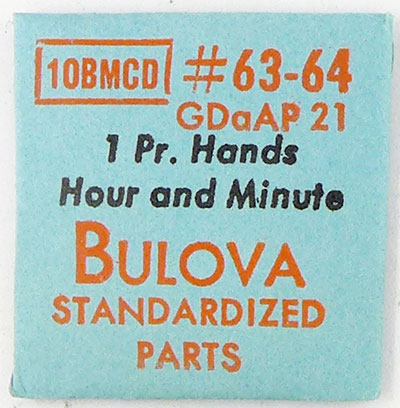 10BMCD #63-64
GDaAP 21
1 Pr. Hands
Hour and Minute
BULOVA
STANDARDIZED
PARTS